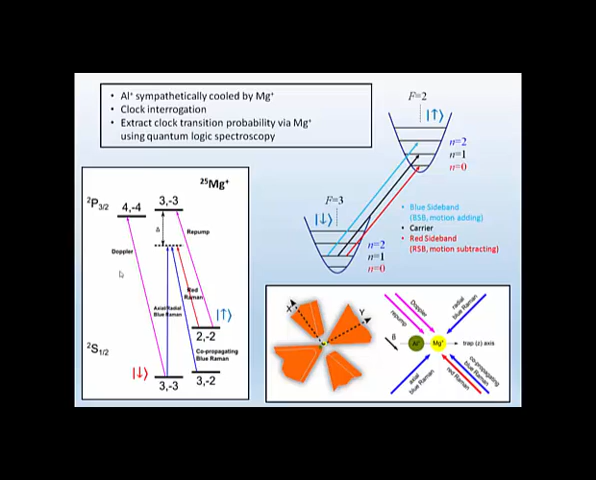 • Al⁺ sympathetically cooled by Mg⁺
• Clock interrogation
• Extract clock transition probability via Mg⁺
using quantum logic spectroscopy
F=2
|↑⟩
n=2
n=1
n=0
F=3
|↓⟩
n=2
n=1
n=0
• Blue Sideband
(BSB, motion adding)
• Carrier
• Red Sideband
(RSB, motion subtracting)
²⁵Mg⁺
²P₃/₂
4,-4
3,-3
Δ
Repump
Doppler
Red
Raman
Axial/Radial
Blue Raman
|↑⟩
2,-2
Co-propagating
Blue Raman
²S₁/₂
|↓⟩
3,-3
3,-2
X
Y
Doppler
repump
radial
blue Raman
B
Al⁺
Mg⁺
trap (z) axis
axial
blue Raman
red Raman
co-propagating
blue Raman